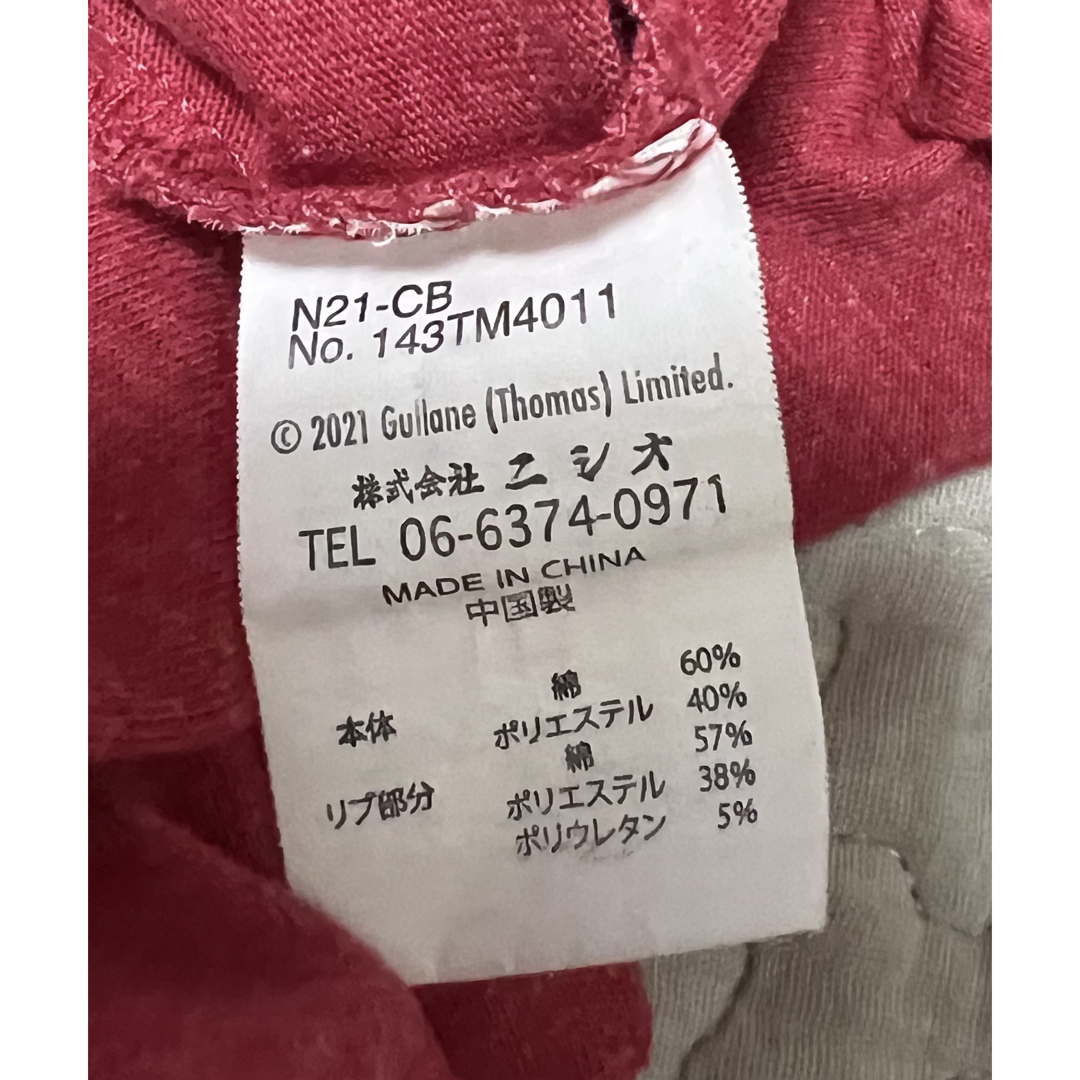 N21-CB
No. 143TM4011
© 2021 Gullane (Thomas) Limited.
株式会社 ニシオ
TEL 06-6374-0971
MADE IN CHINA
中国製
本体 綿 60%
ポリエステル 40%
リブ部分 綿 57%
ポリエステル 38%
ポリウレタン 5%